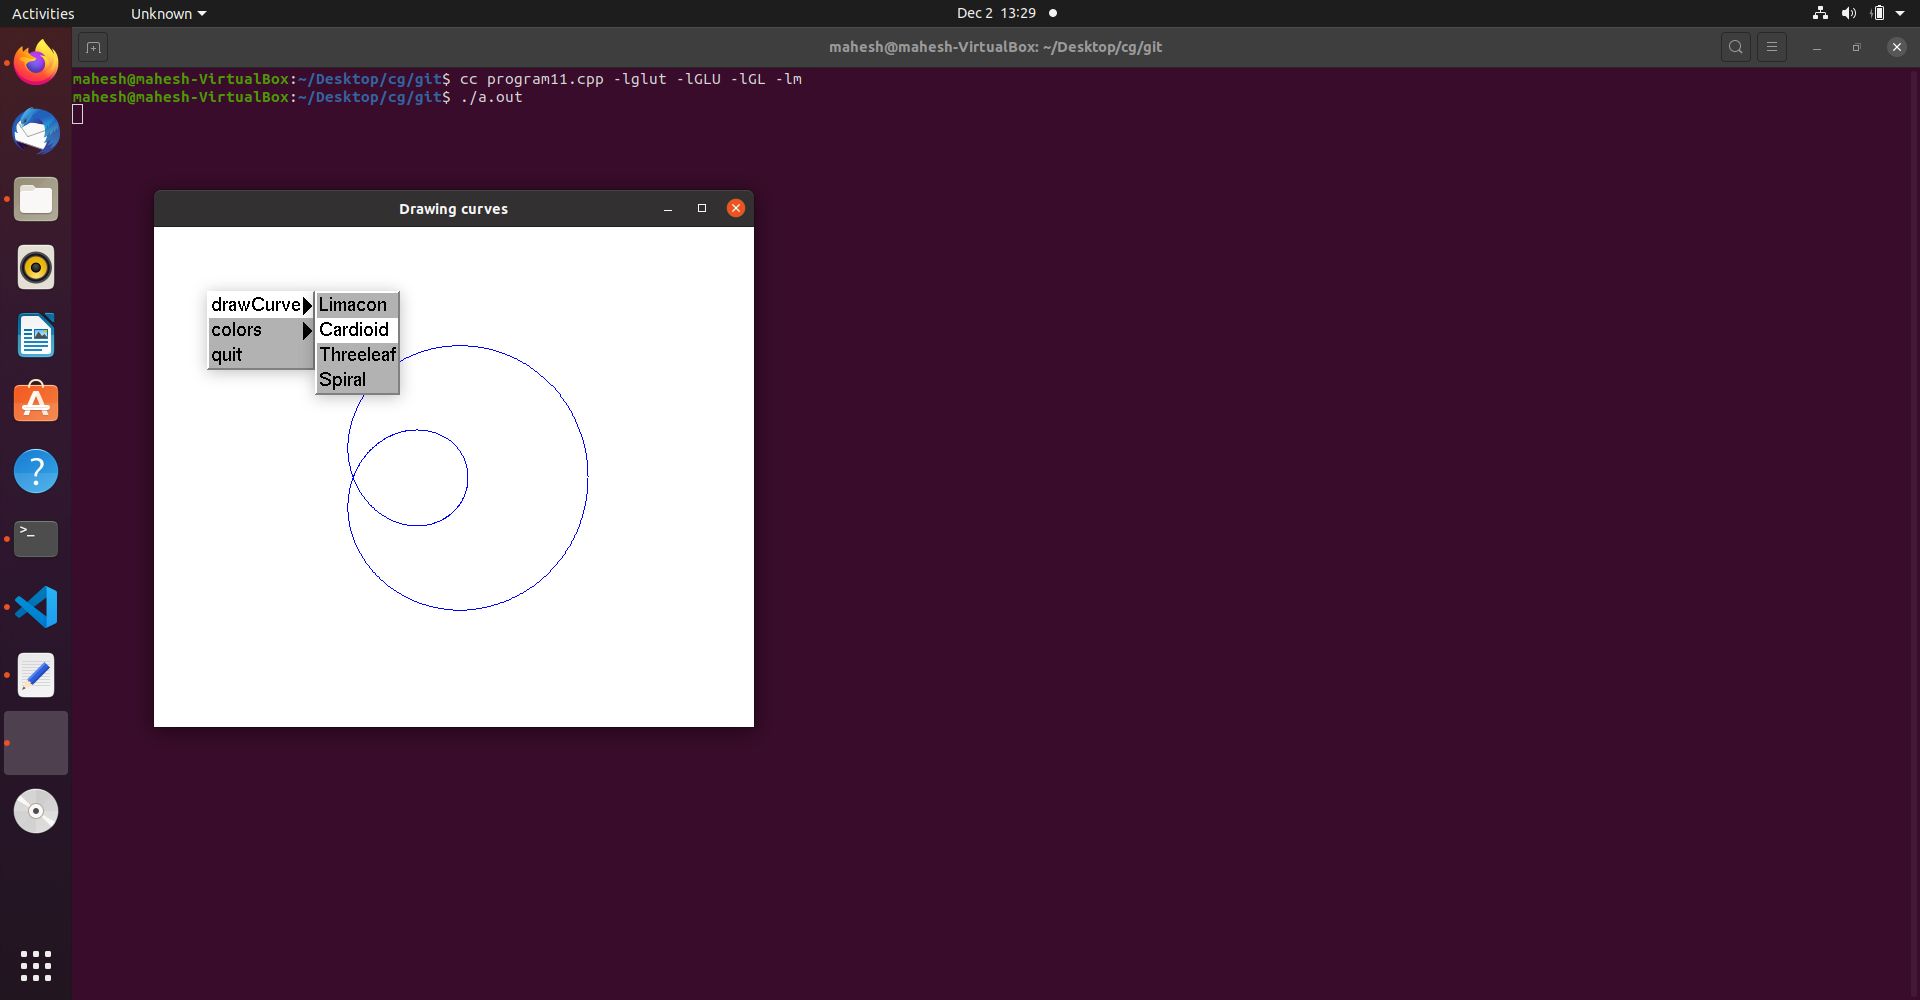 Activities
Unknown
Dec 2 13:29
mahesh@mahesh-VirtualBox: ~/Desktop/cg/git
mahesh@mahesh-VirtualBox:~/Desktop/cg/git$ cc program11.cpp -lglut -lGLU -lGL -lm
mahesh@mahesh-VirtualBox:~/Desktop/cg/git$ ./a.out
Drawing curves
drawCurve
colors
quit
Limacon
Cardioid
Threeleaf
Spiral